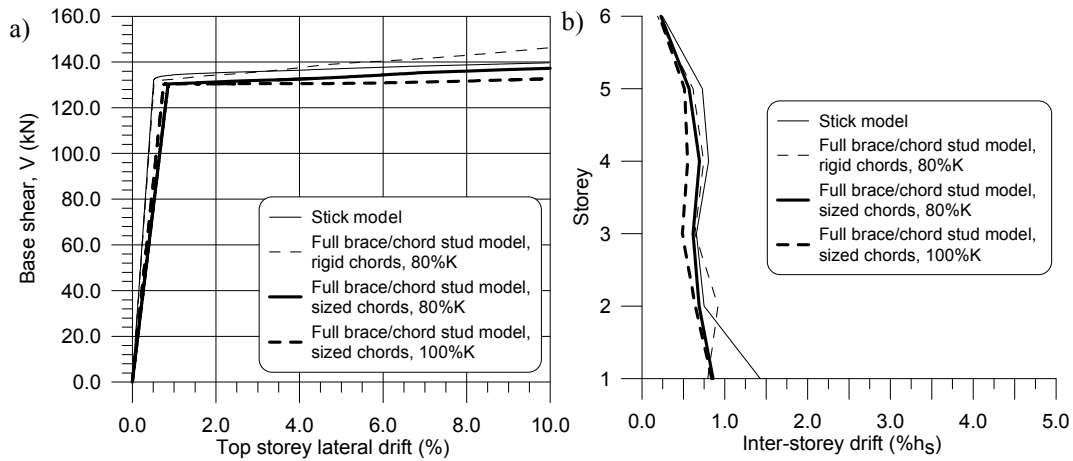 a)
Base shear, V (kN)
160.0
140.0
120.0
100.0
80.0
60.0
40.0
20.0
0.0
0.0 2.0 4.0 6.0 8.0 10.0
Top storey lateral drift (%)
Stick model
Full brace/chord stud model,
rigid chords, 80%K
Full brace/chord stud model,
sized chords, 80%K
Full brace/chord stud model,
sized chords, 100%K
b)
Storey
6
5
4
3
2
1
0.0 1.0 2.0 3.0 4.0 5.0
Inter-storey drift (%hs)
Stick model
Full brace/chord stud model,
rigid chords, 80%K
Full brace/chord stud model,
sized chords, 80%K
Full brace/chord stud model,
sized chords, 100%K